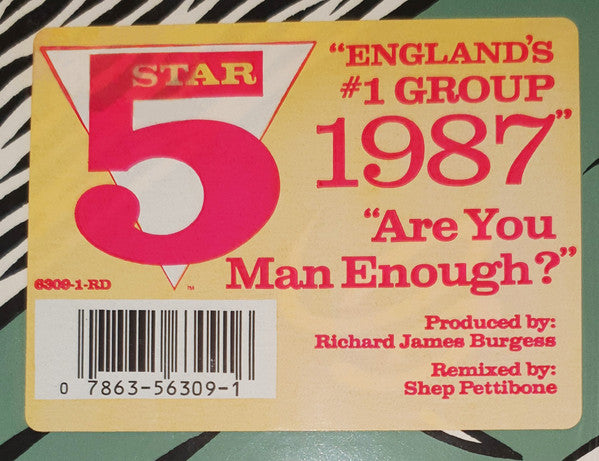 5 STAR
"ENGLAND'S
#1 GROUP
1987"
"Are You
Man Enough?"
6309-1-RD
™
Produced by:
Richard James Burgess
Remixed by:
Shep Pettibone
0 7863-56309-1